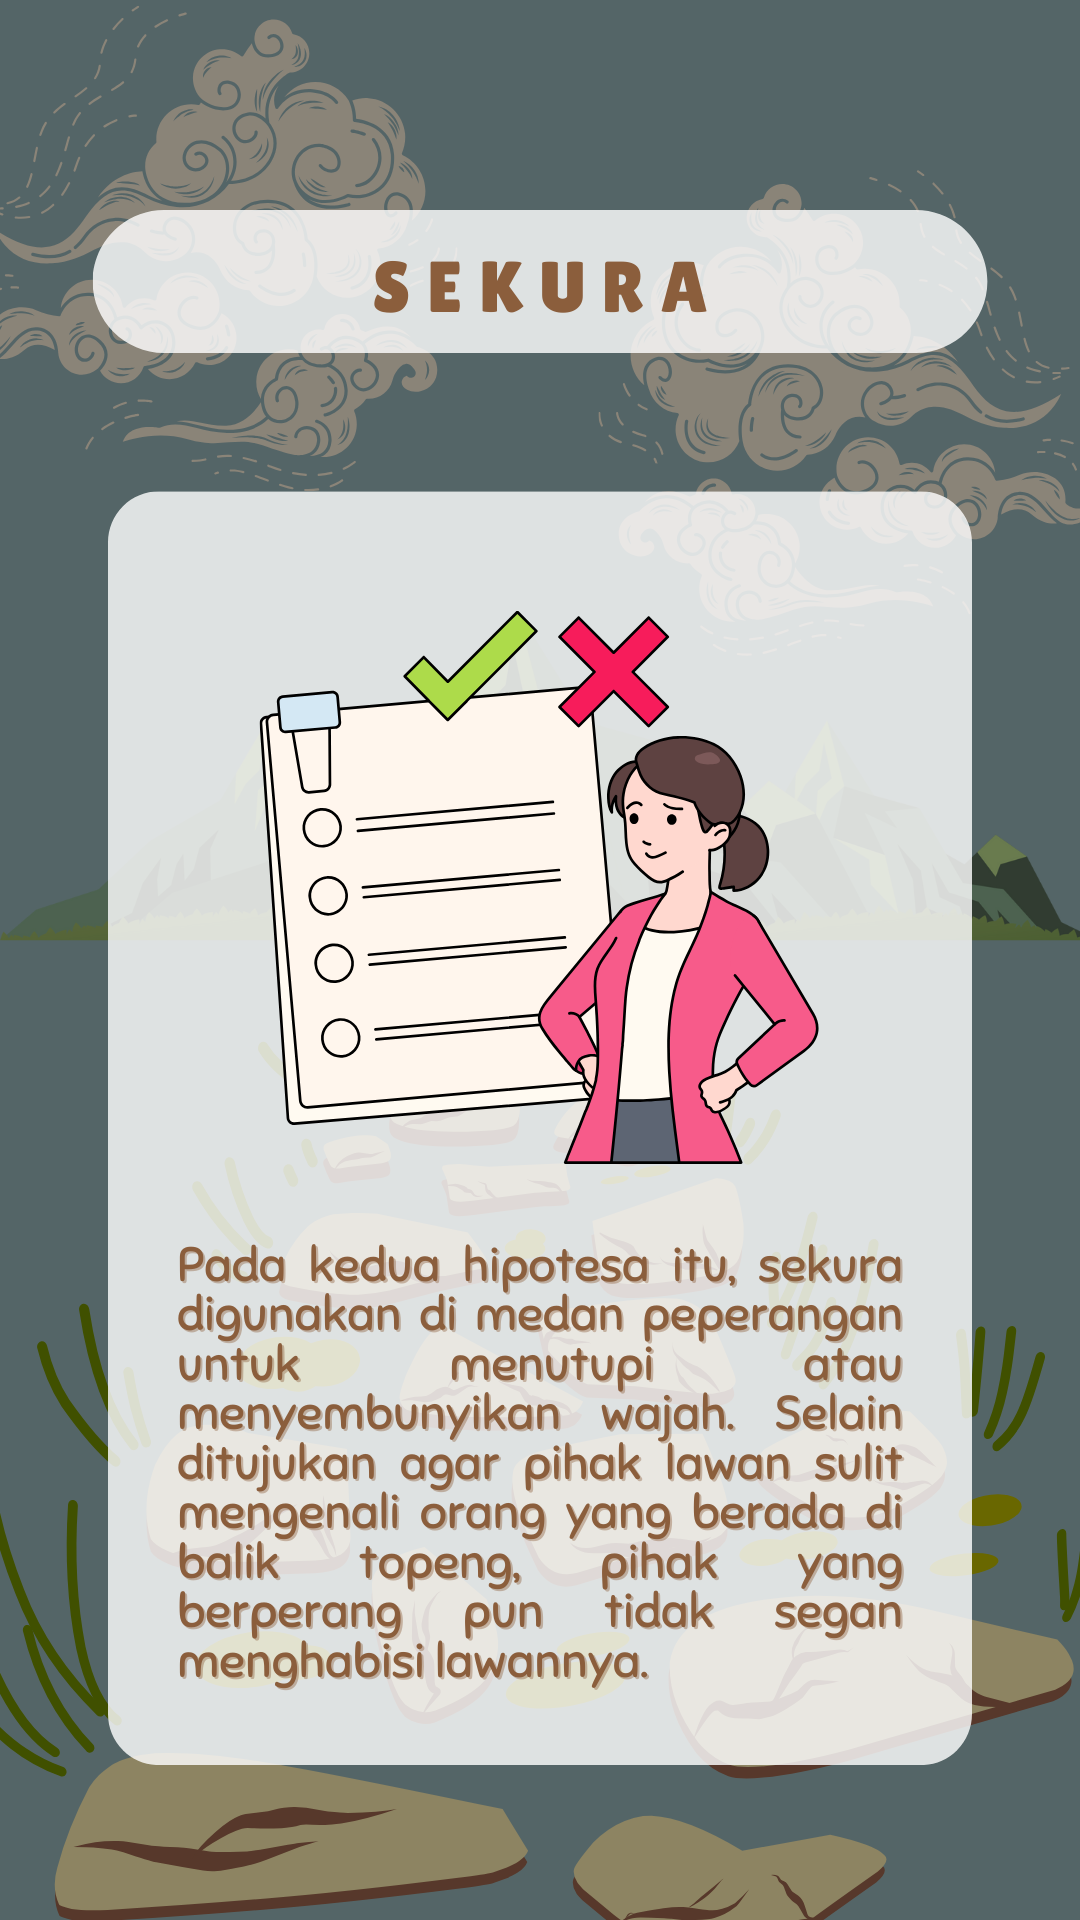 SEKURA
Pada kedua hipotesa itu, sekura
digunakan di medan peperangan
untuk menutupi atau
menyembunyikan wajah. Selain
ditujukan agar pihak lawan sulit
mengenali orang yang berada di
balik topeng, pihak yang
berperang pun tidak segan
menghabisi lawannya.